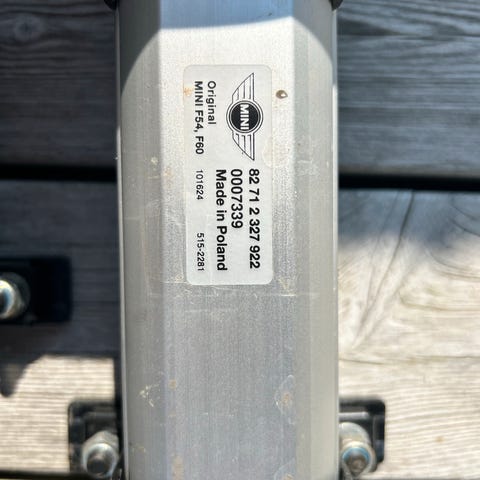 MINI
82 71 2 327 922
0007339
Made in Poland
Original
MINI F54, F60
101624
515-2281